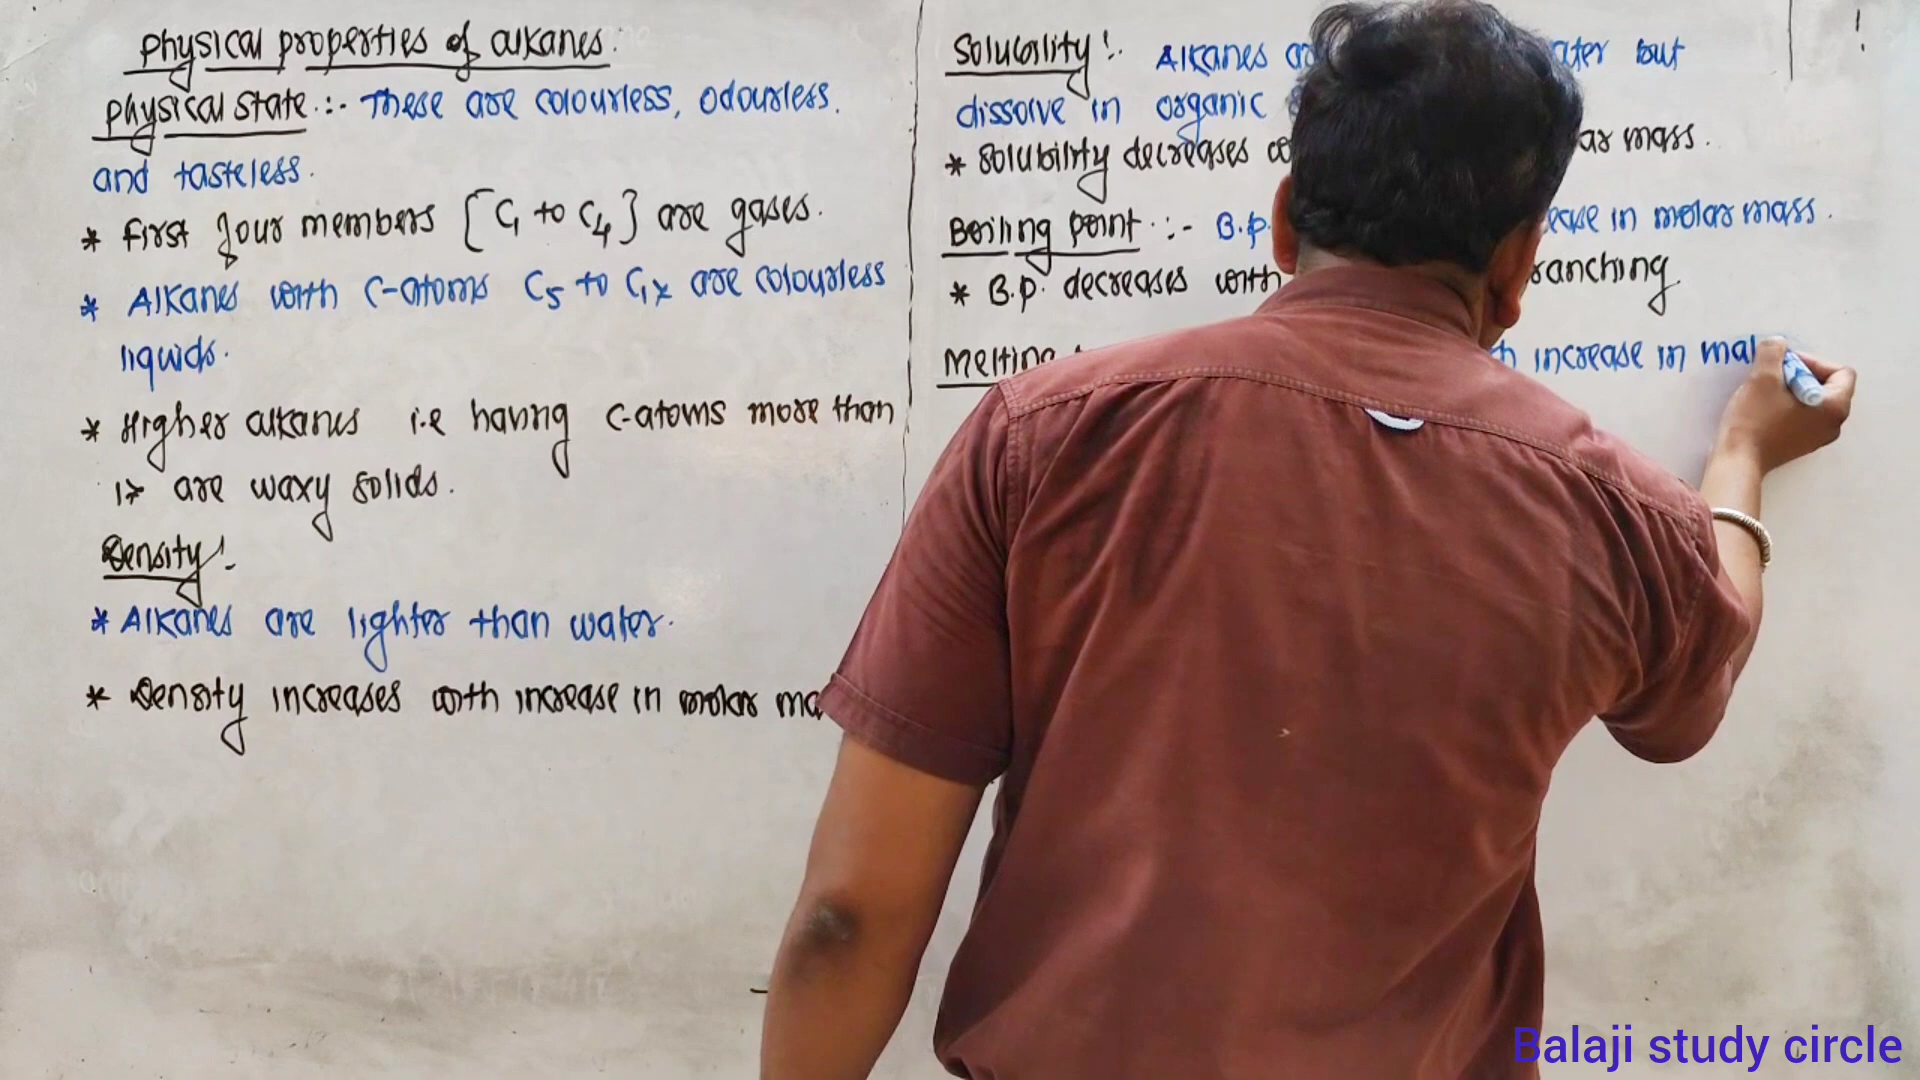 Physical properties of alkanes.
Physical state :- These are colourless, odourless.
and tasteless.
* First four members [C1 to C4] are gases.
* Alkanes with C-atoms C5 to C17 are colourless
liquids.
* Higher alkanes i.e having C-atoms more than
17 are waxy solids.
Density :-
* Alkanes are lighter than water.
* Density increases with increase in molar ma
Solubility :- Alkanes ater but
dissolve in organic
* Solubility decreases ar mass.
Boiling point :- B.p. ease in molar mass.
* B.p. decreases with ranching
Melting increase in mol
Balaji study circle